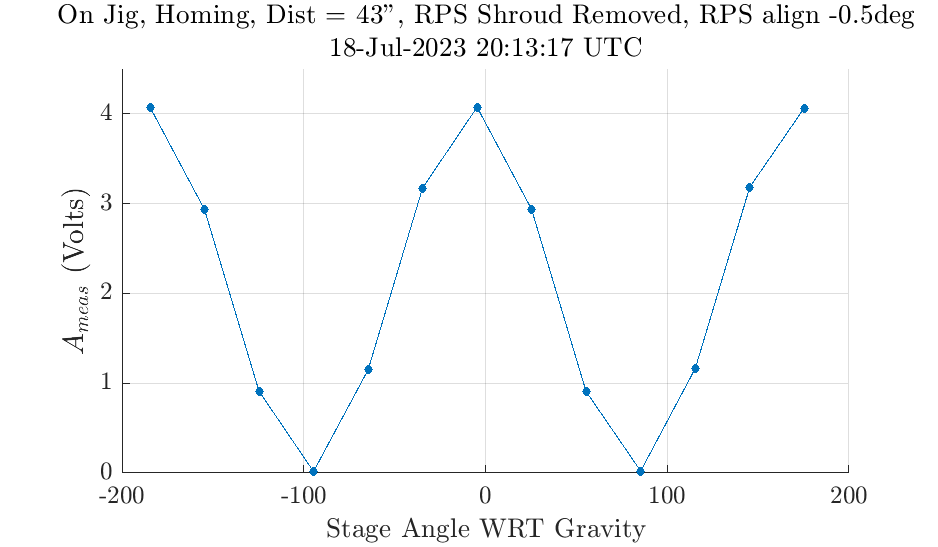 On Jig, Homing, Dist = 43”, RPS Shroud Removed, RPS align -0.5deg
18-Jul-2023 20:13:17 UTC
A_meas (Volts)
4
3
2
1
0
-200 -100 0 100 200
Stage Angle WRT Gravity